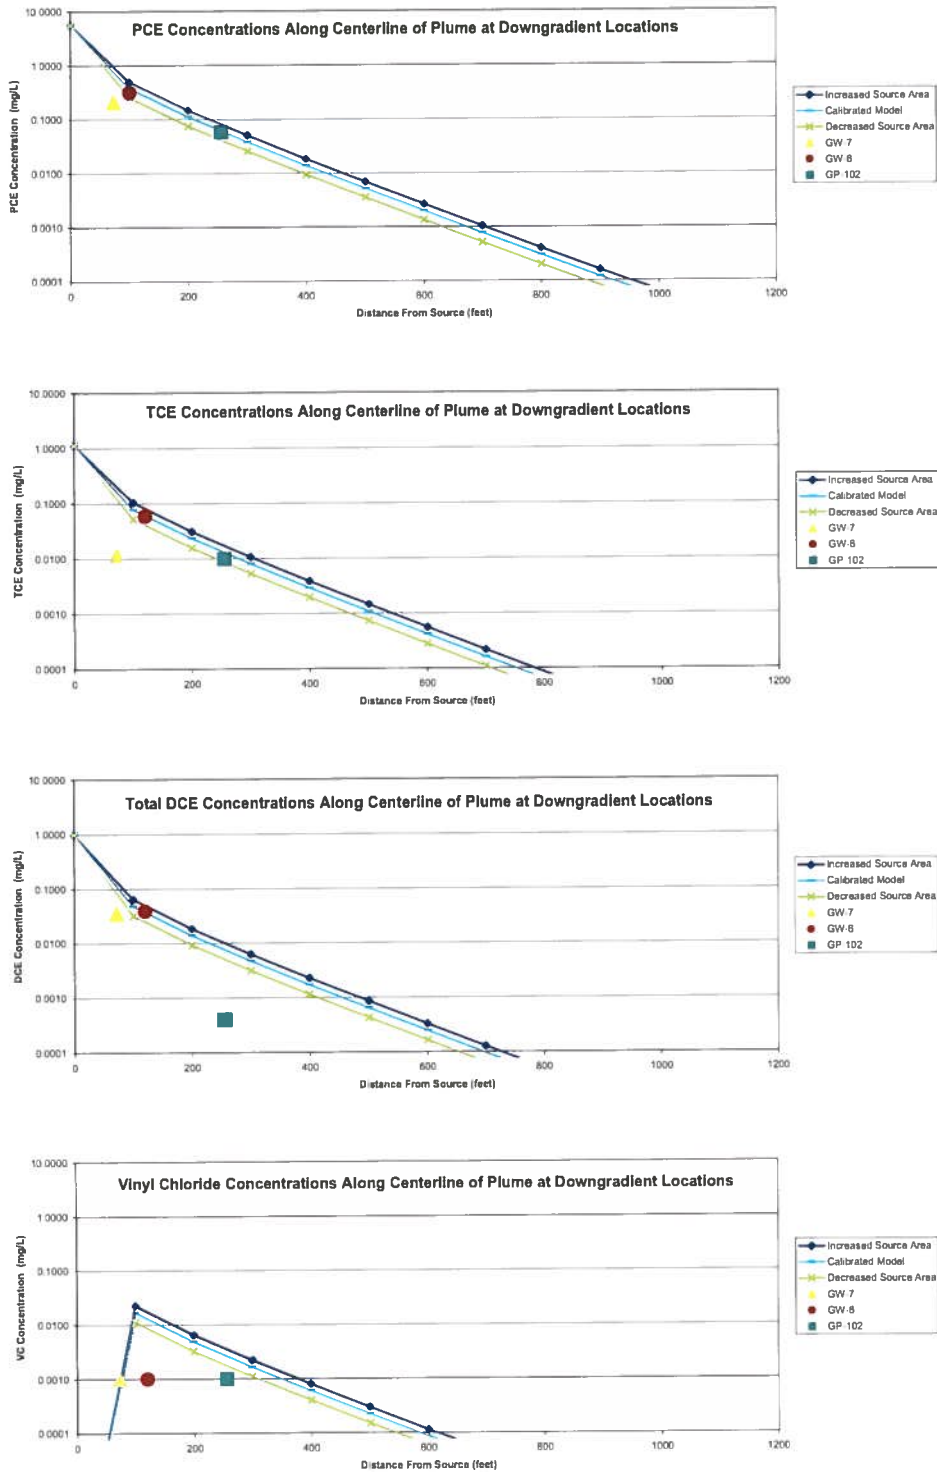 PCE Concentrations Along Centerline of Plume at Downgradient Locations
PCE Concentration (mg/L)
10.0000
1.0000
0.1000
0.0100
0.0010
0.0001
0 200 400 600 800 1000 1200
Distance From Source (feet)
Increased Source Area
Calibrated Model
Decreased Source Area
GW-7
GW-8
GP-102
TCE Concentrations Along Centerline of Plume at Downgradient Locations
TCE Concentration (mg/L)
10.0000
1.0000
0.1000
0.0100
0.0010
0.0001
0 200 400 600 800 1000 1200
Distance From Source (feet)
Increased Source Area
Calibrated Model
Decreased Source Area
GW-7
GW-8
GP 102
Total DCE Concentrations Along Centerline of Plume at Downgradient Locations
DCE Concentration (mg/L)
10.0000
1.0000
0.1000
0.0100
0.0010
0.0001
0 200 400 600 800 1000 1200
Distance From Source (feet)
Increased Source Area
Calibrated Model
Decreased Source Area
GW-7
GW-8
GP 102
Vinyl Chloride Concentrations Along Centerline of Plume at Downgradient Locations
VC Concentration (mg/L)
10.0000
1.0000
0.1000
0.0100
0.0010
0.0001
0 200 400 600 800 1000 1200
Distance From Source (feet)
Increased Source Area
Calibrated Model
Decreased Source Area
GW-7
GW-8
GP 102